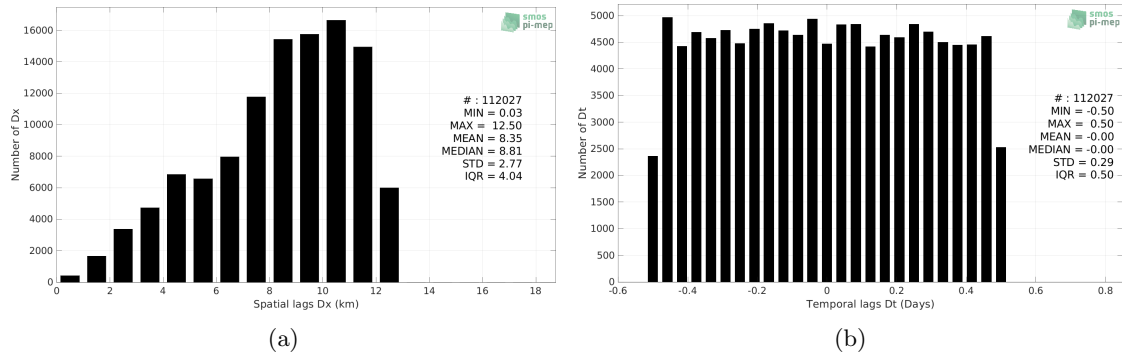 smos
pi-mep
16000
14000
12000
10000
8000
6000
4000
2000
0
Number of Dx
# : 112027
MIN = 0.03
MAX = 12.50
MEAN = 8.35
MEDIAN = 8.81
STD = 2.77
IQR = 4.04
0 2 4 6 8 10 12 14 16 18
Spatial lags Dx (km)
(a)
smos
pi-mep
5000
4500
4000
3500
3000
2500
2000
1500
1000
500
0
Number of Dt
# : 112027
MIN = -0.50
MAX = 0.50
MEAN = -0.00
MEDIAN = -0.00
STD = 0.29
IQR = 0.50
-0.6 -0.4 -0.2 0 0.2 0.4 0.6 0.8
Temporal lags Dt (Days)
(b)